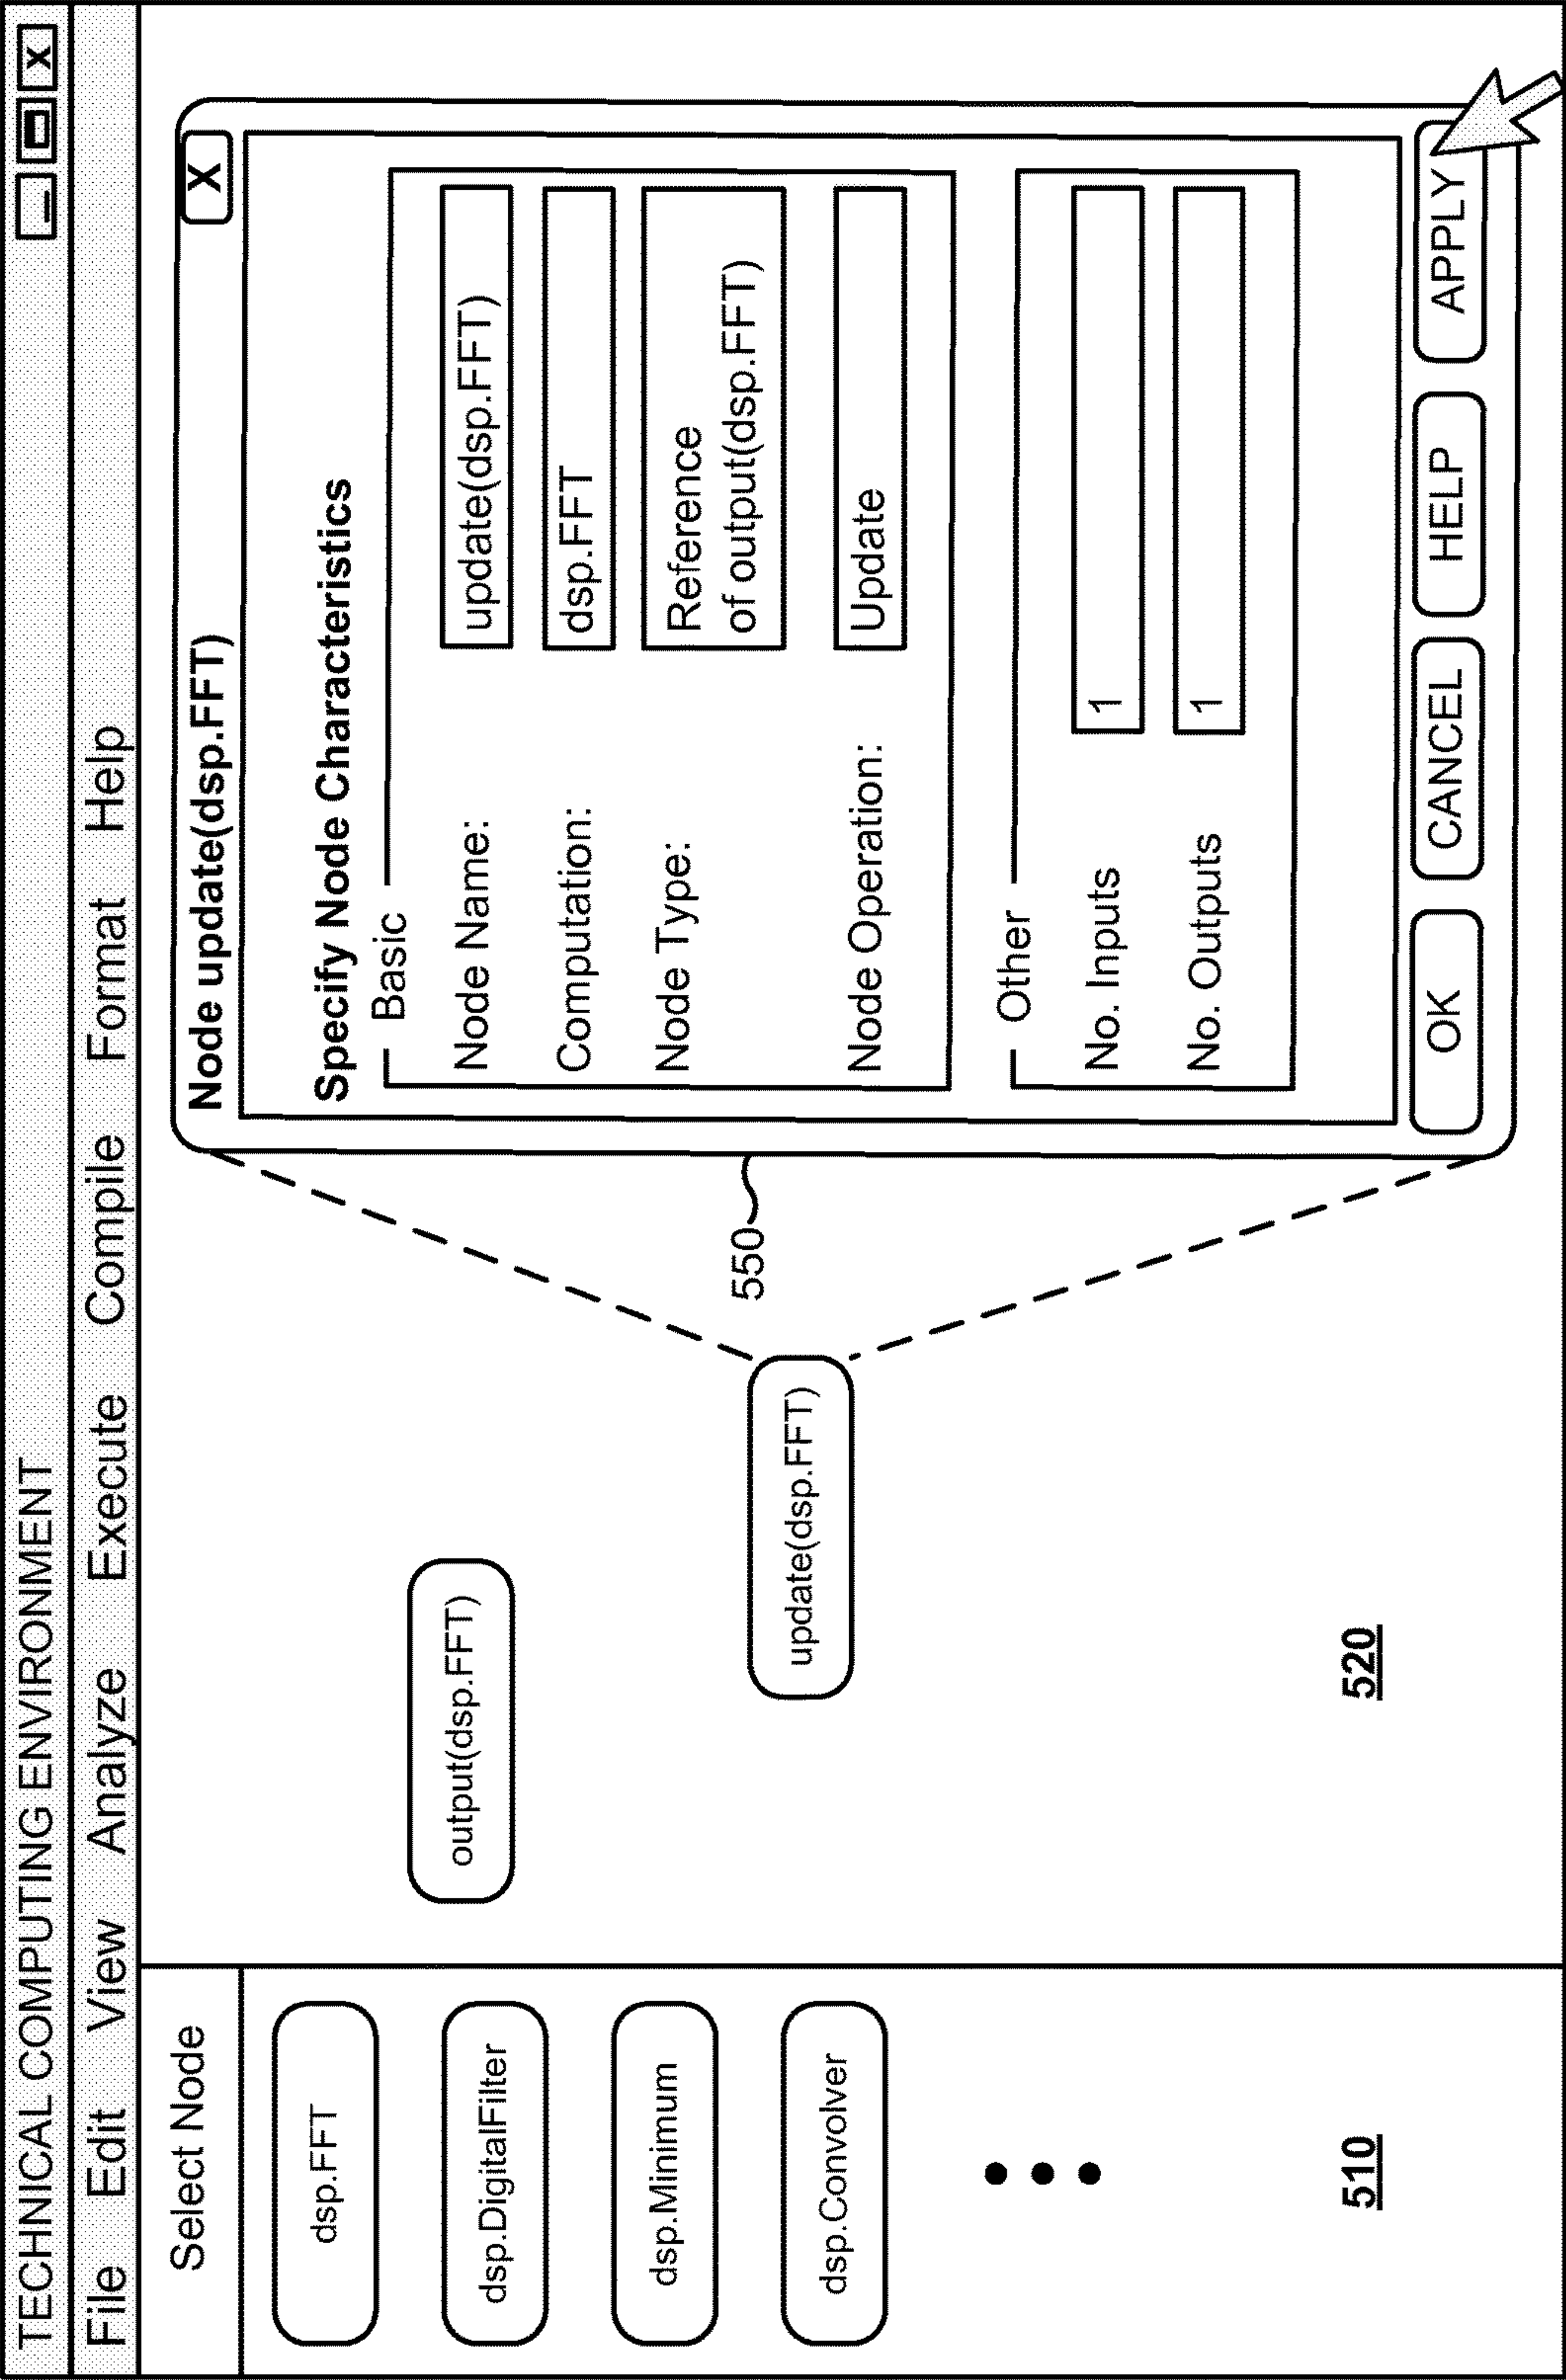 TECHNICAL COMPUTING ENVIRONMENT
_ X
File Edit View Analyze Execute Compile Format Help
Select Node
dsp.FFT
dsp.DigitalFilter
dsp.Minimum
dsp.Convolver
510
output(dsp.FFT)
update(dsp.FFT)
520
550
Node update(dsp.FFT)
X
Specify Node Characteristics
Basic
Node Name: update(dsp.FFT)
Computation: dsp.FFT
Node Type: Reference
of output(dsp.FFT)
Node Operation: Update
Other
No. Inputs 1
No. Outputs 1
OK CANCEL HELP APPLY